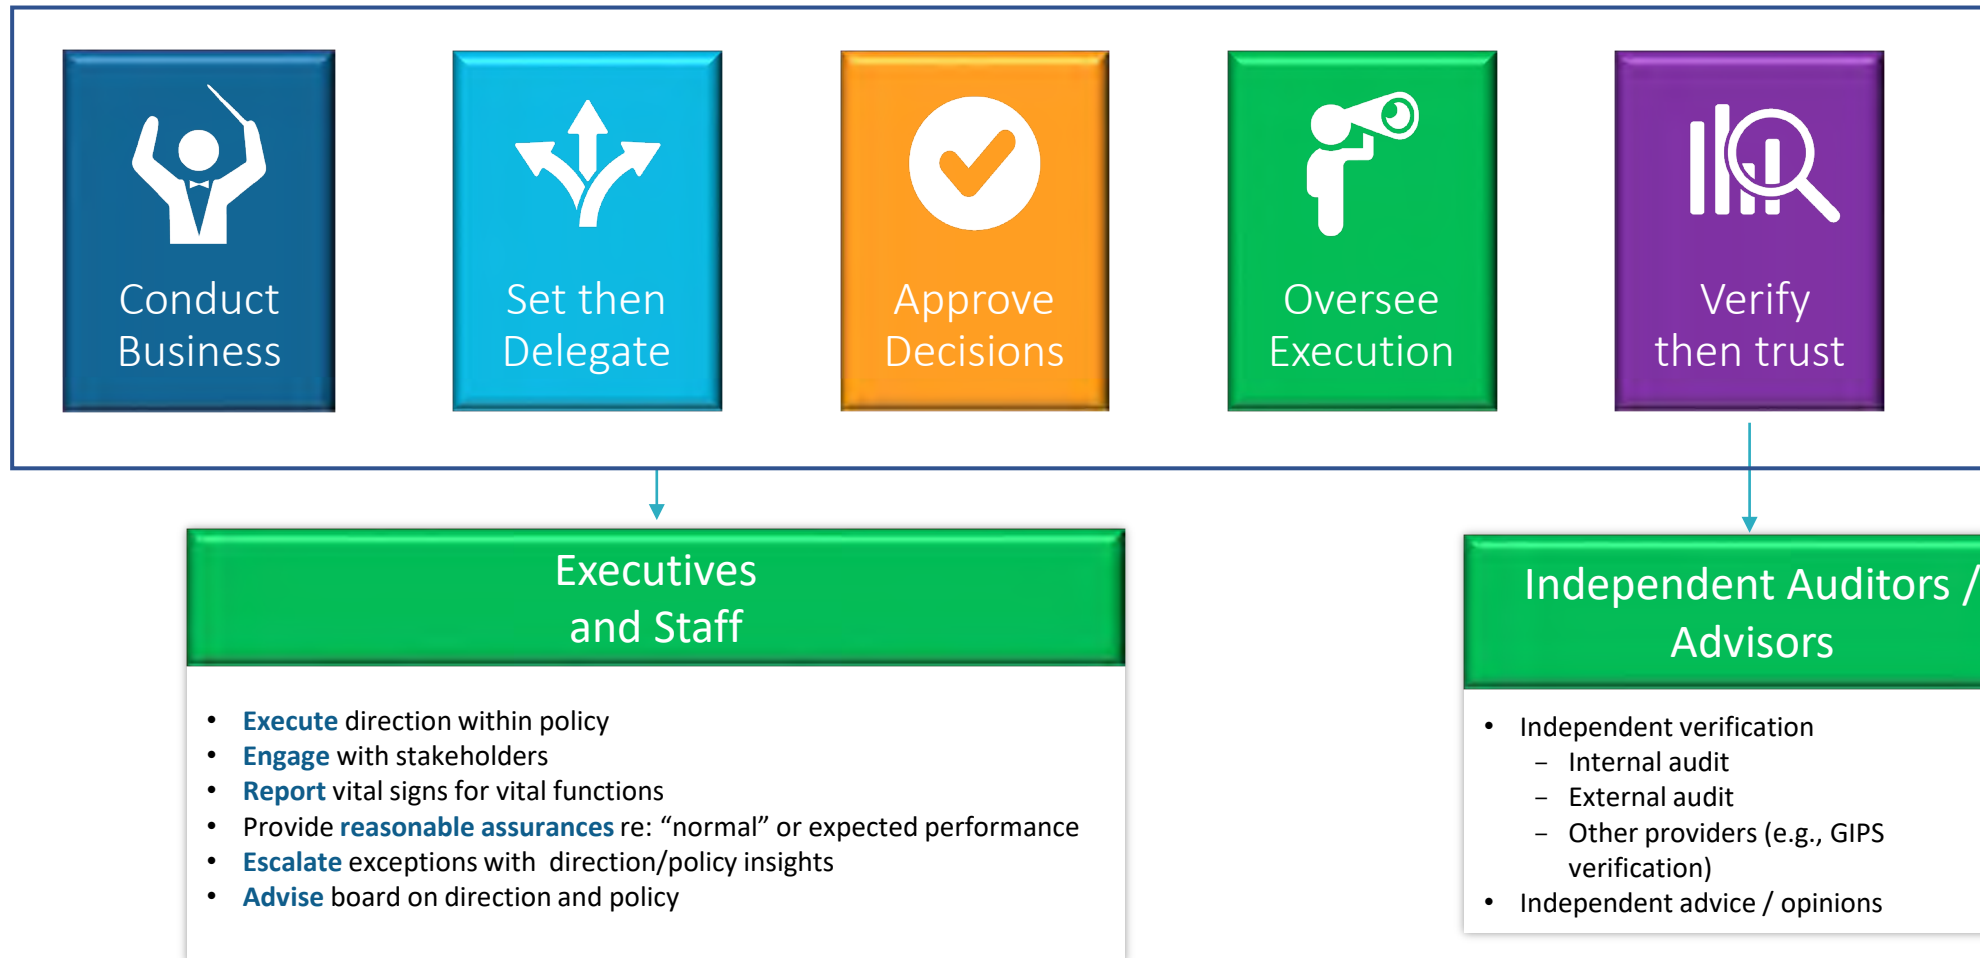 Conduct
Business
Set then
Delegate
Approve
Decisions
Oversee
Execution
Verify
then trust
Executives
and Staff
• Execute direction within policy
• Engage with stakeholders
• Report vital signs for vital functions
• Provide reasonable assurances re: “normal” or expected performance
• Escalate exceptions with  direction/policy insights
• Advise board on direction and policy
Independent Auditors /
Advisors
• Independent verification
– Internal audit
– External audit
– Other providers (e.g., GIPS
verification)
• Independent advice / opinions